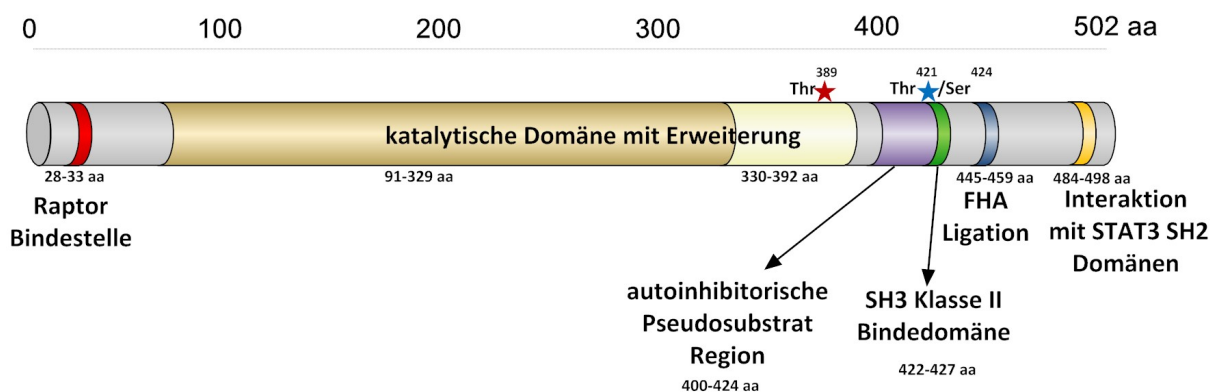 0 100 200 300 400 502 aa
389 421 424
Thr Thr /Ser
katalytische Domäne mit Erweiterung
28-33 aa 91-329 aa 330-392 aa 445-459 aa 484-498 aa
Raptor
Bindestelle
FHA
Ligation
Interaktion
mit STAT3 SH2
Domänen
autoinhibitorische
Pseudosubstrat
Region
400-424 aa
SH3 Klasse II
Bindedomäne
422-427 aa